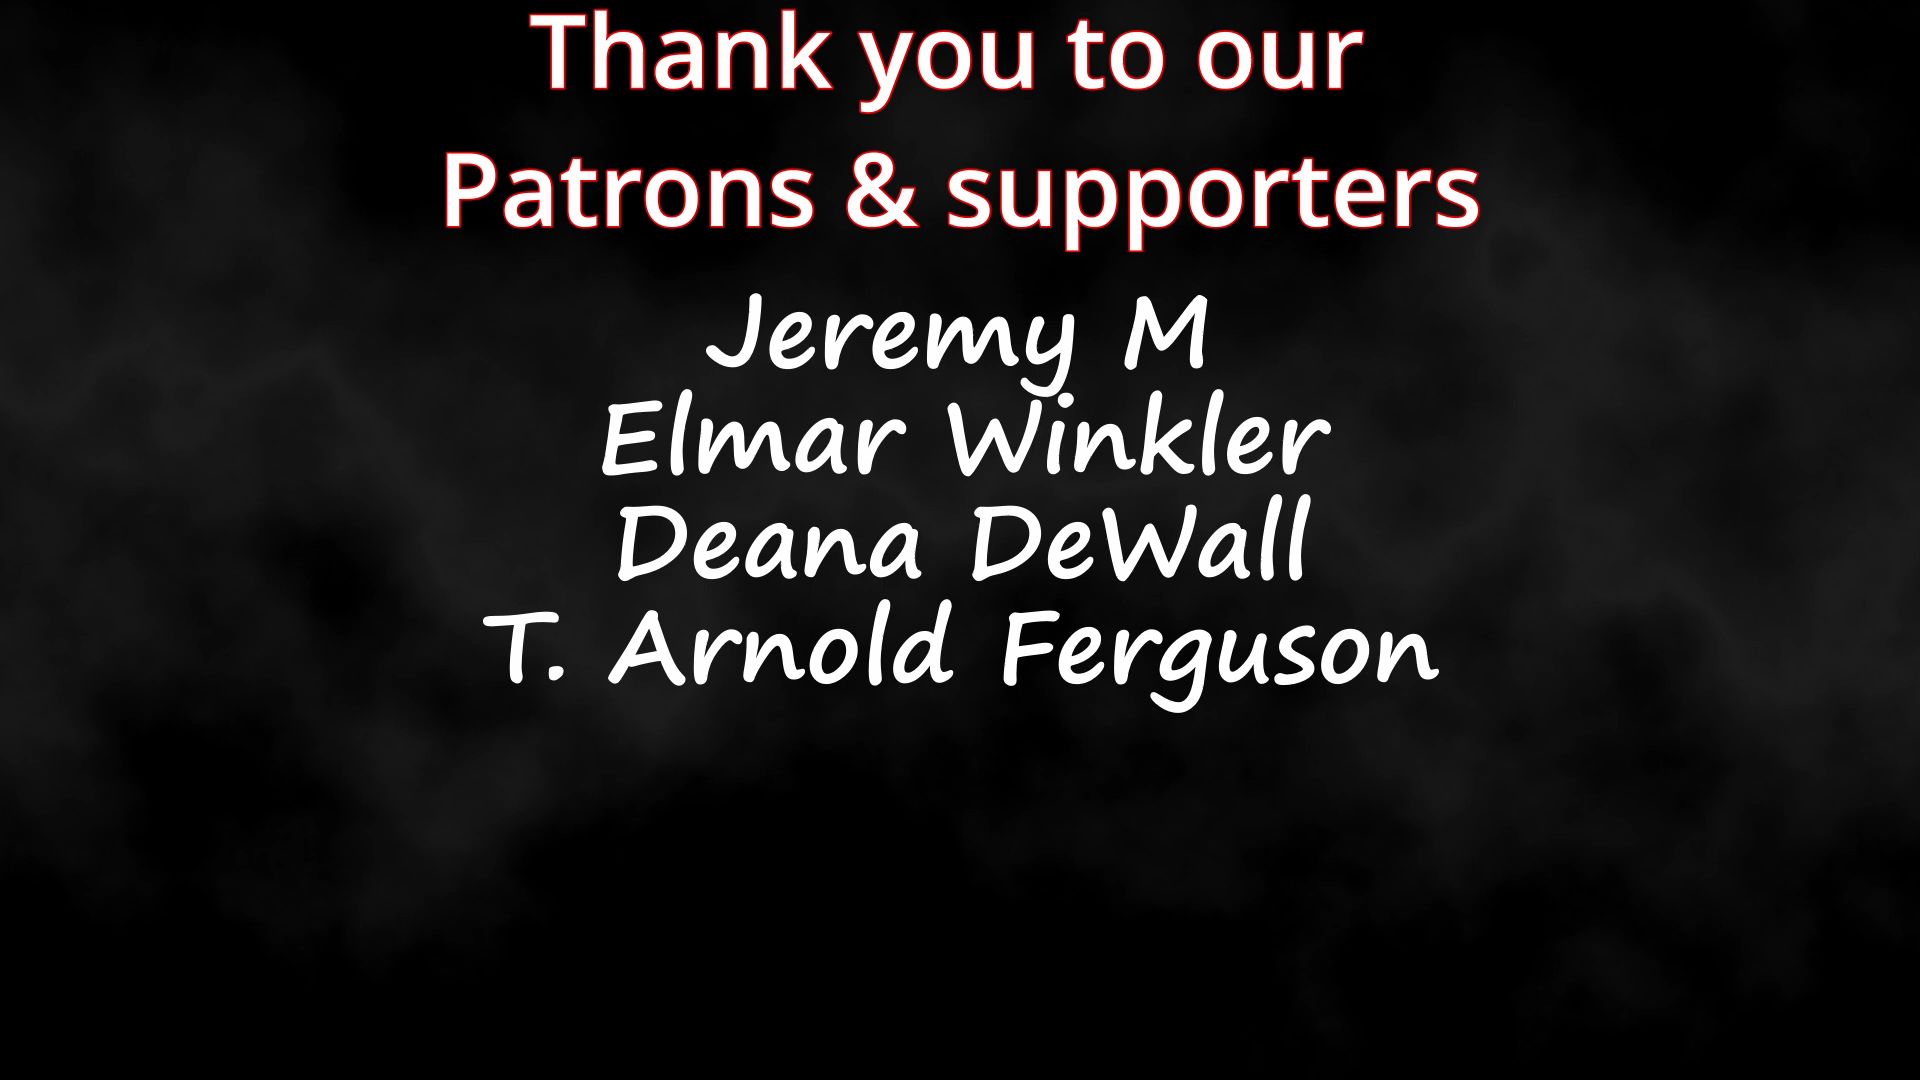 Thank you to our
Patrons & supporters
Jeremy M
Elmar Winkler
Deana DeWall
T. Arnold Ferguson